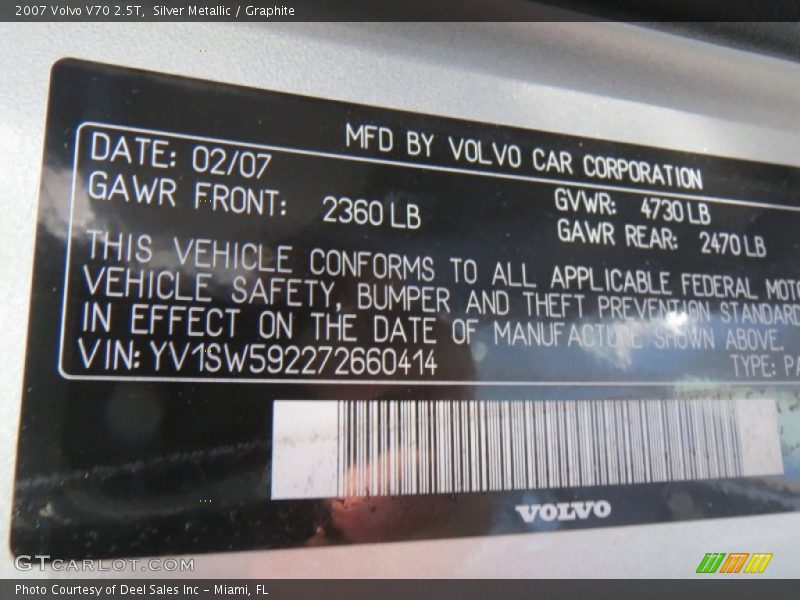 2007 Volvo V70 2.5T, Silver Metallic / Graphite
MFD BY VOLVO CAR CORPORATION
DATE: 02/07
GVWR: 4730 LB
GAWR FRONT: 2360 LB
GAWR REAR: 2470 LB
THIS VEHICLE CONFORMS TO ALL APPLICABLE FEDERAL MOTO
VEHICLE SAFETY, BUMPER AND THEFT PREVENTION STANDARD
IN EFFECT ON THE DATE OF MANUFACTURE SHOWN ABOVE.
VIN: YV1SW592272660414
TYPE: PA
VOLVO
GTCARLOT.COM
Photo Courtesy of Deel Sales Inc - Miami, FL